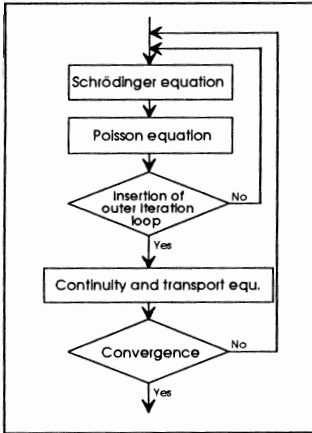 Schrödinger equation
Poisson equation
Insertion of
outer iteration
loop
No
Yes
Continuity and transport equ.
Convergence
No
Yes